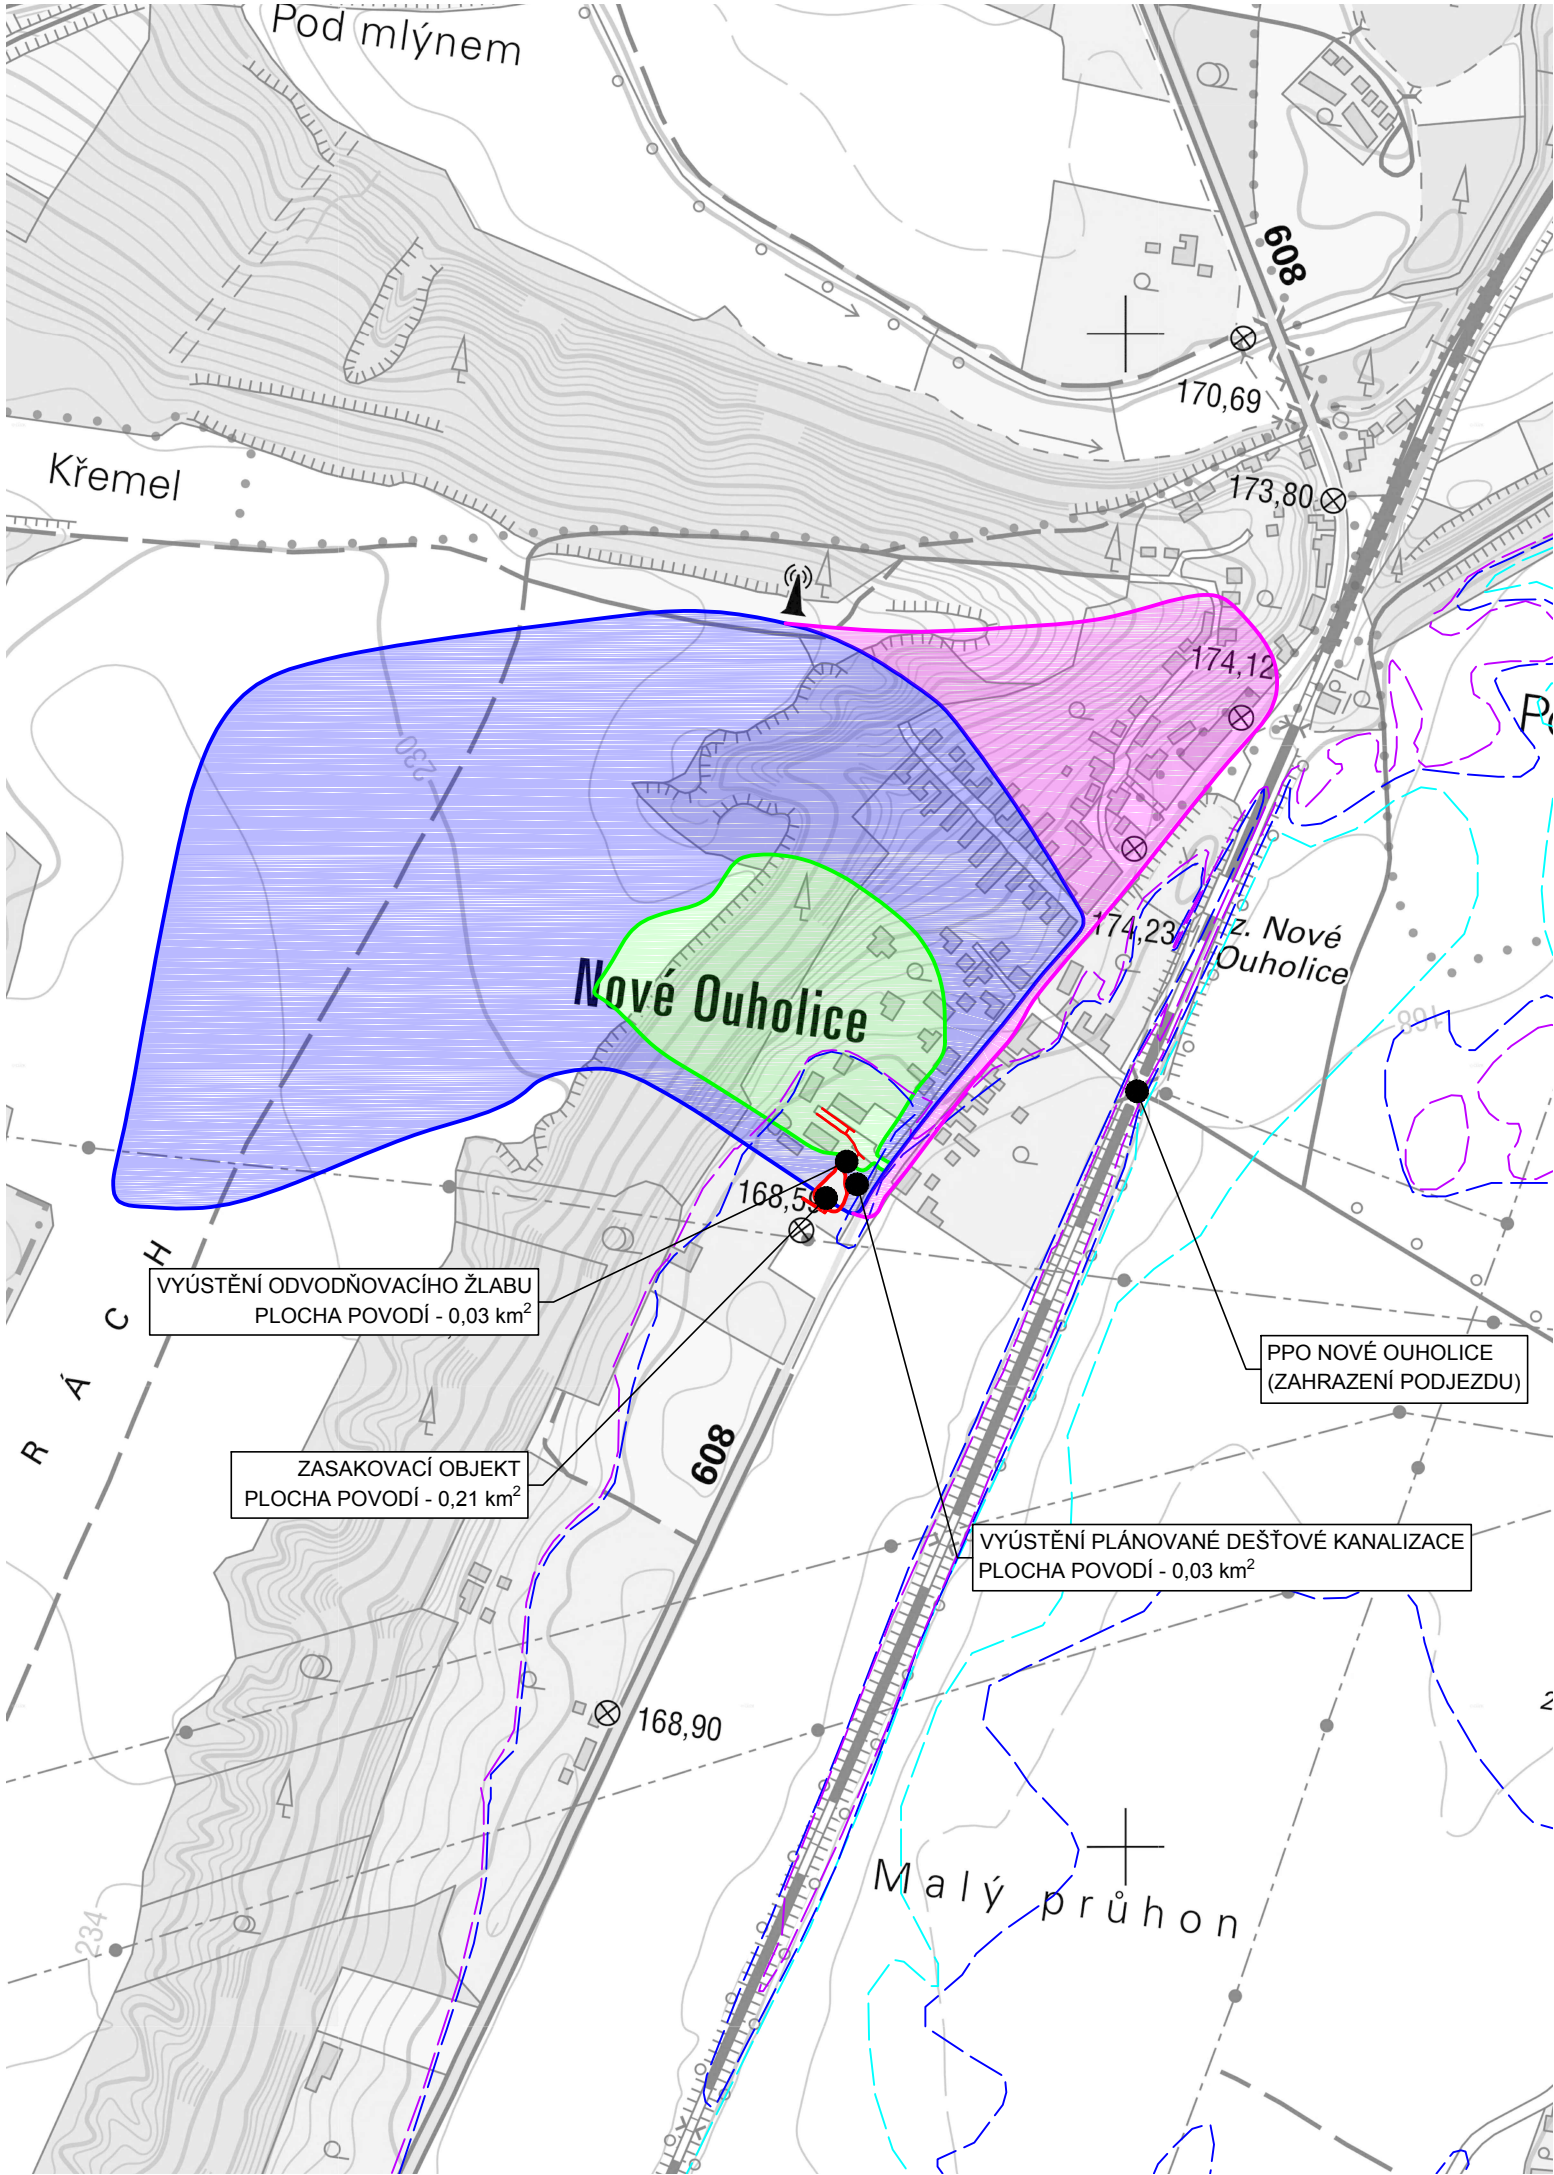 Pod mlýnem
608
170,69
Křemel
173,80
174,12
230
174,23
z. Nové
Ouholice
Nové Ouholice
168
168,5
R Á C H
VYÚSTĚNÍ ODVODŇOVACÍHO ŽLABU
PLOCHA POVODÍ - 0,03 km²
PPO NOVÉ OUHOLICE
(ZAHRAZENÍ PODJEZDU)
608
ZASAKOVACÍ OBJEKT
PLOCHA POVODÍ - 0,21 km²
VYÚSTĚNÍ PLÁNOVANÉ DEŠŤOVÉ KANALIZACE
PLOCHA POVODÍ - 0,03 km²
168,90
Malý průhon
234